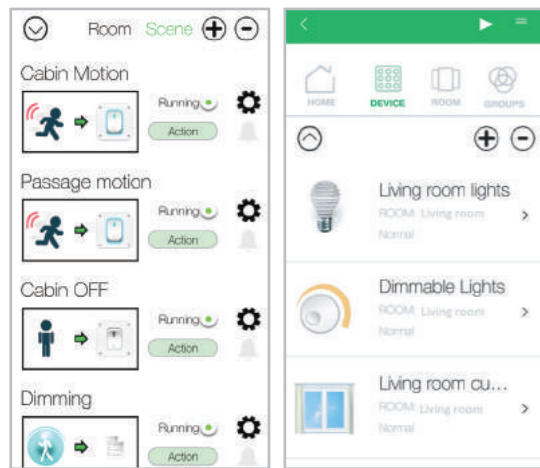 Room Scene
Cabin Motion
Running
Action
Passage motion
Running
Action
Cabin OFF
Running
Action
Dimming
Running
Action
HOME DEVICE ROOM GROUPS
Living room lights
ROOM: Living room
Normal
Dimmable Lights
ROOM: Living room
Normal
Living room cu...
ROOM: Living room
Normal